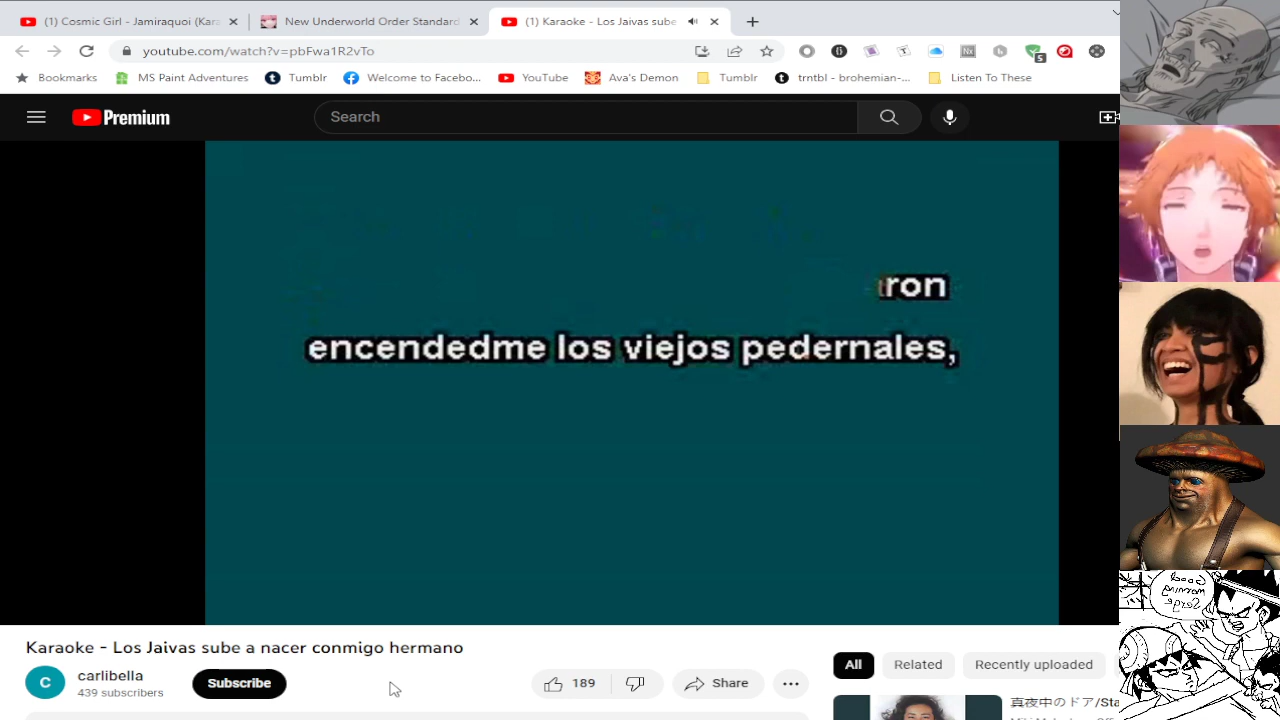 (1) Cosmic Girl - Jamiraquoi (Kara
New Underworld Order Standard
(1) Karaoke - Los Jaivas sube
youtube.com/watch?v=pbFwa1R2vTo
Bookmarks
MS Paint Adventures
Tumblr
Welcome to Facebo...
YouTube
Ava's Demon
Tumblr
trntbl - brohemian-...
Listen To These
Premium
Search
ron
encendedme los viejos pedernales,
Karaoke - Los Jaivas sube a nacer conmigo hermano
C
carlibella
439 subscribers
Subscribe
189
Share
All
Related
Recently uploaded
真夜中のドア/Sta